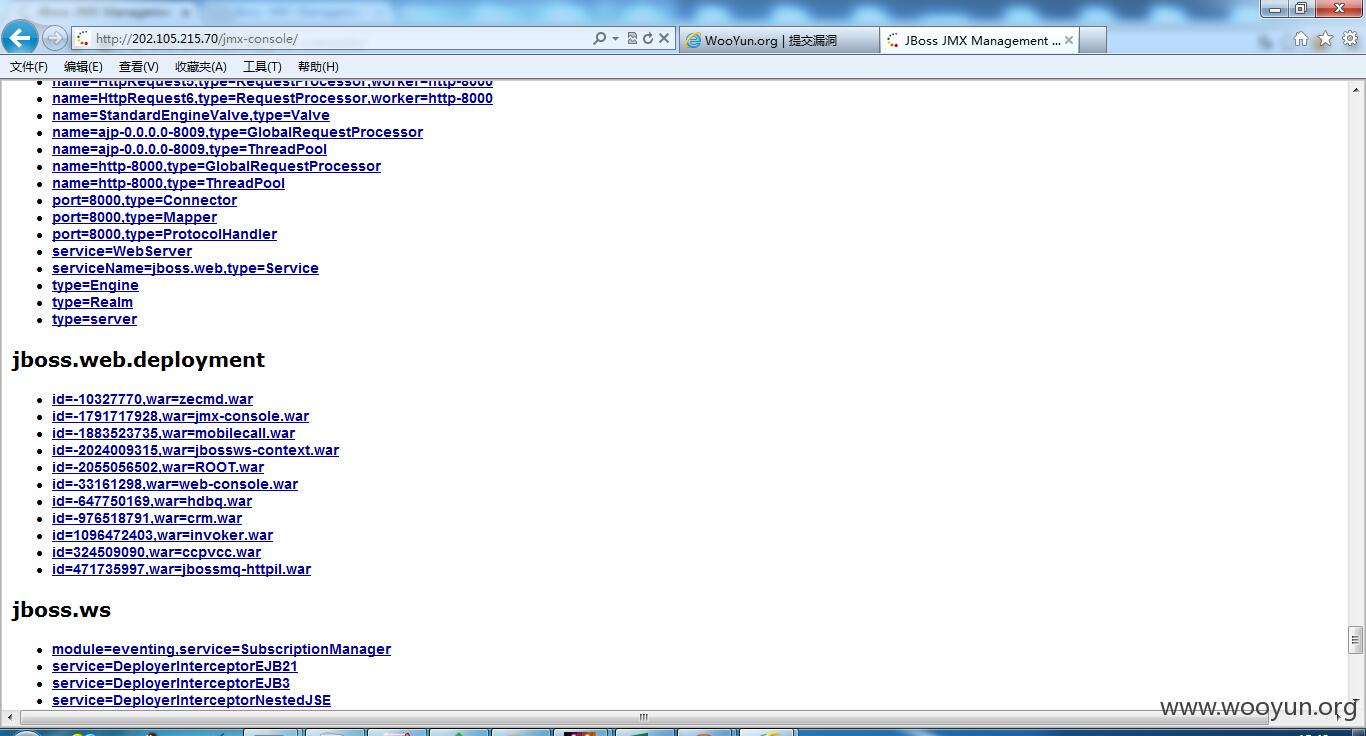 http://202.105.215.70/jmx-console/
WooYun.org | 提交漏洞
JBoss JMX Management ...
文件(F) 编辑(E) 查看(V) 收藏夹(A) 工具(T) 帮助(H)
name=HttpRequest5,type=RequestProcessor,worker=http-8000
name=HttpRequest6,type=RequestProcessor,worker=http-8000
name=StandardEngineValve,type=Valve
name=ajp-0.0.0.0-8009,type=GlobalRequestProcessor
name=ajp-0.0.0.0-8009,type=ThreadPool
name=http-8000,type=GlobalRequestProcessor
name=http-8000,type=ThreadPool
port=8000,type=Connector
port=8000,type=Mapper
port=8000,type=ProtocolHandler
service=WebServer
serviceName=jboss.web,type=Service
type=Engine
type=Realm
type=server
jboss.web.deployment
id=-10327770,war=zecmd.war
id=-1791717928,war=jmx-console.war
id=-1883523735,war=mobilecall.war
id=-2024009315,war=jbossws-context.war
id=-2055056502,war=ROOT.war
id=-33161298,war=web-console.war
id=-647750169,war=hdbq.war
id=-976518791,war=crm.war
id=1096472403,war=invoker.war
id=324509090,war=ccpvcc.war
id=471735997,war=jbossmq-httpil.war
jboss.ws
module=eventing,service=SubscriptionManager
service=DeployerInterceptorEJB21
service=DeployerInterceptorEJB3
service=DeployerInterceptorNestedJSE
www.wooyun.org